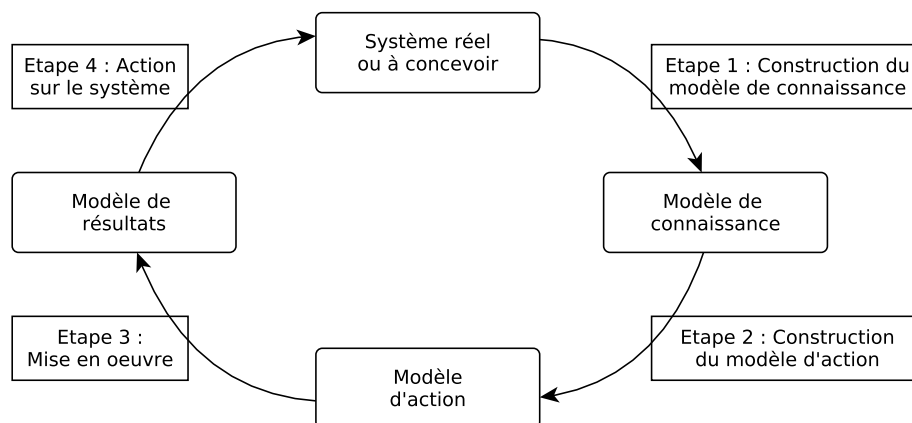 Système réel
ou à concevoir
Etape 4 : Action
sur le système
Etape 1 : Construction du
modèle de connaissance
Modèle de
résultats
Modèle de
connaissance
Etape 3 :
Mise en oeuvre
Etape 2 : Construction
du modèle d'action
Modèle
d'action